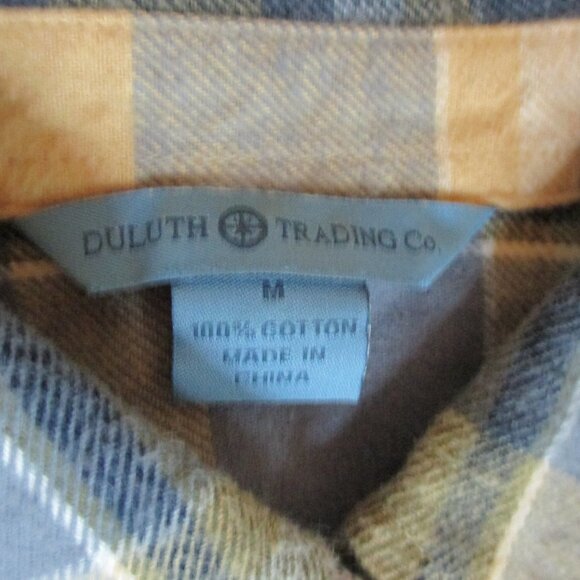 DULUTH TRADING CO.
M
100% COTTON
MADE IN
CHINA